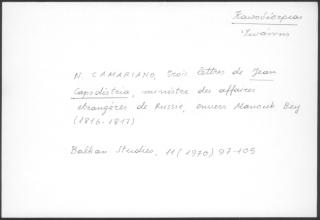 Καποδίστριας
Ἰωάννης
N. CAMARIANO, Trois lettres de Jean
Capodistria, ministre des affaires
étrangères de Russie, envers Manouk Bey
(1816-1817)
Balkan Studies, 11 (1970) 97-105